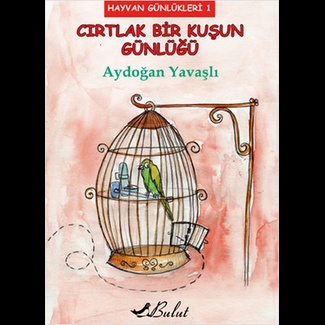 HAYVAN GÜNLÜKLERİ 1
CIRTLAK BİR KUŞUN
GÜNLÜĞÜ
Aydoğan Yavaşlı
Bulut